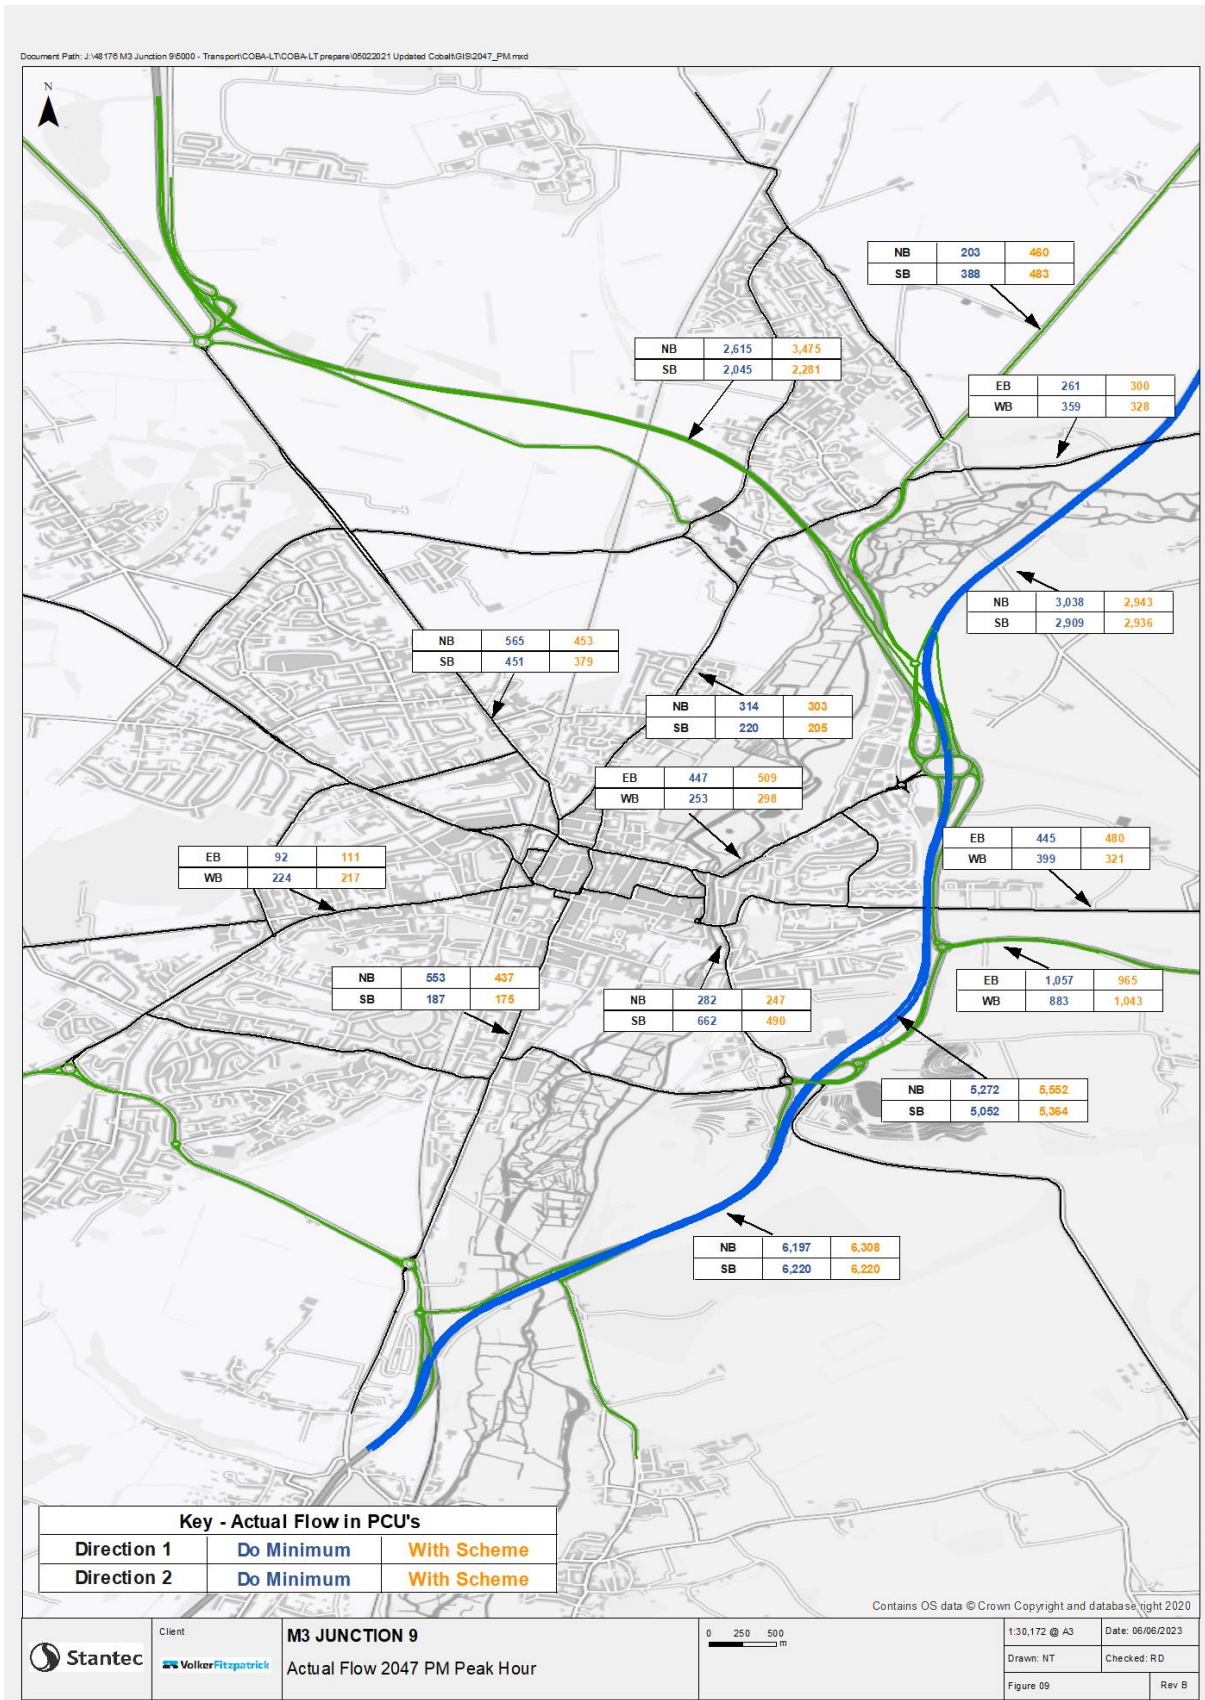 Document Path: J:\48176 M3 Junction 9\5000 - Transport\COBA-LT\COBA-LT prepare\05022021 Updated Cobalt\GIS\2047_PM.mxd
N
NB 203 460
SB 388 483
NB 2,615 3,475
SB 2,045 2,281
EB 261 300
WB 359 328
NB 3,038 2,943
SB 2,909 2,936
NB 565 453
SB 451 379
NB 314 303
SB 220 205
EB 447 509
WB 253 298
EB 445 480
WB 399 321
EB 92 111
WB 224 217
NB 553 437
SB 187 175
NB 282 247
SB 662 490
EB 1,057 965
WB 883 1,043
NB 5,272 5,552
SB 5,052 5,364
NB 6,197 6,308
SB 6,220 6,220
Key - Actual Flow in PCU's
Direction 1 Do Minimum With Scheme
Direction 2 Do Minimum With Scheme
Contains OS data © Crown Copyright and database right 2020
Stantec
Client
VolkerFitzpatrick
M3 JUNCTION 9
Actual Flow 2047 PM Peak Hour
0 250 500
m
1:30,172 @ A3
Date: 06/06/2023
Drawn: NT
Checked: RD
Figure 09
Rev B